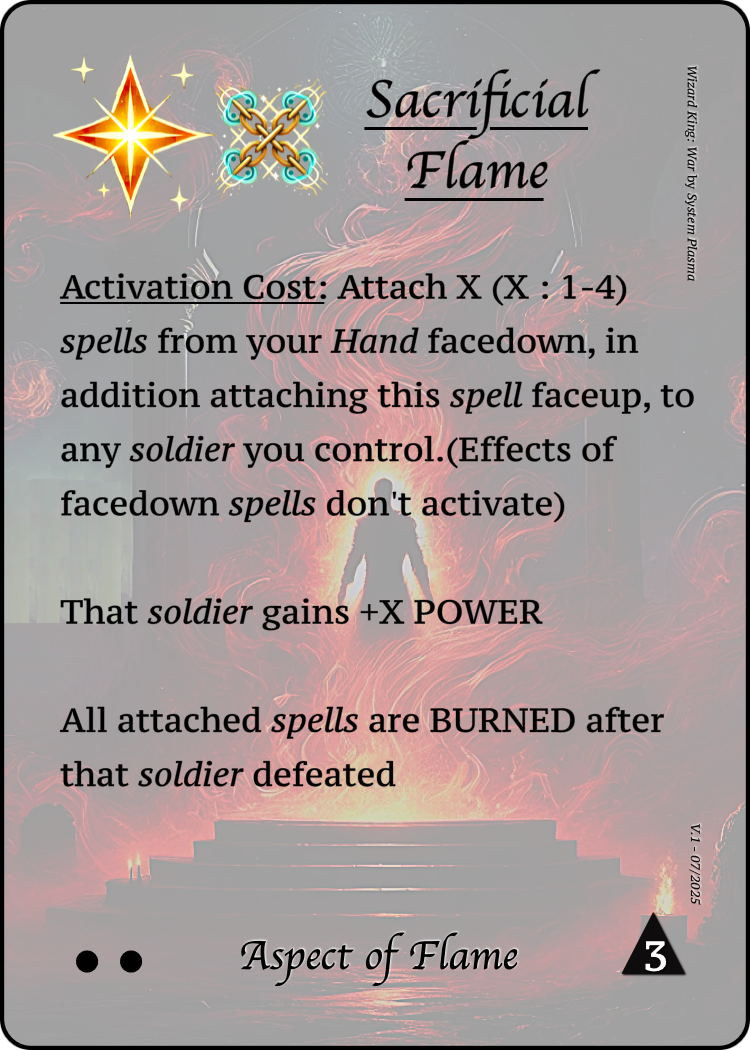 Sacrificial
Flame
Wizard King: War by System Plasma
Activation Cost: Attach X (X : 1-4)
spells from your Hand facedown, in
addition attaching this spell faceup, to
any soldier you control.(Effects of
facedown spells don't activate)
That soldier gains +X POWER
All attached spells are BURNED after
that soldier defeated
V.1 - 07/2025
Aspect of Flame
3